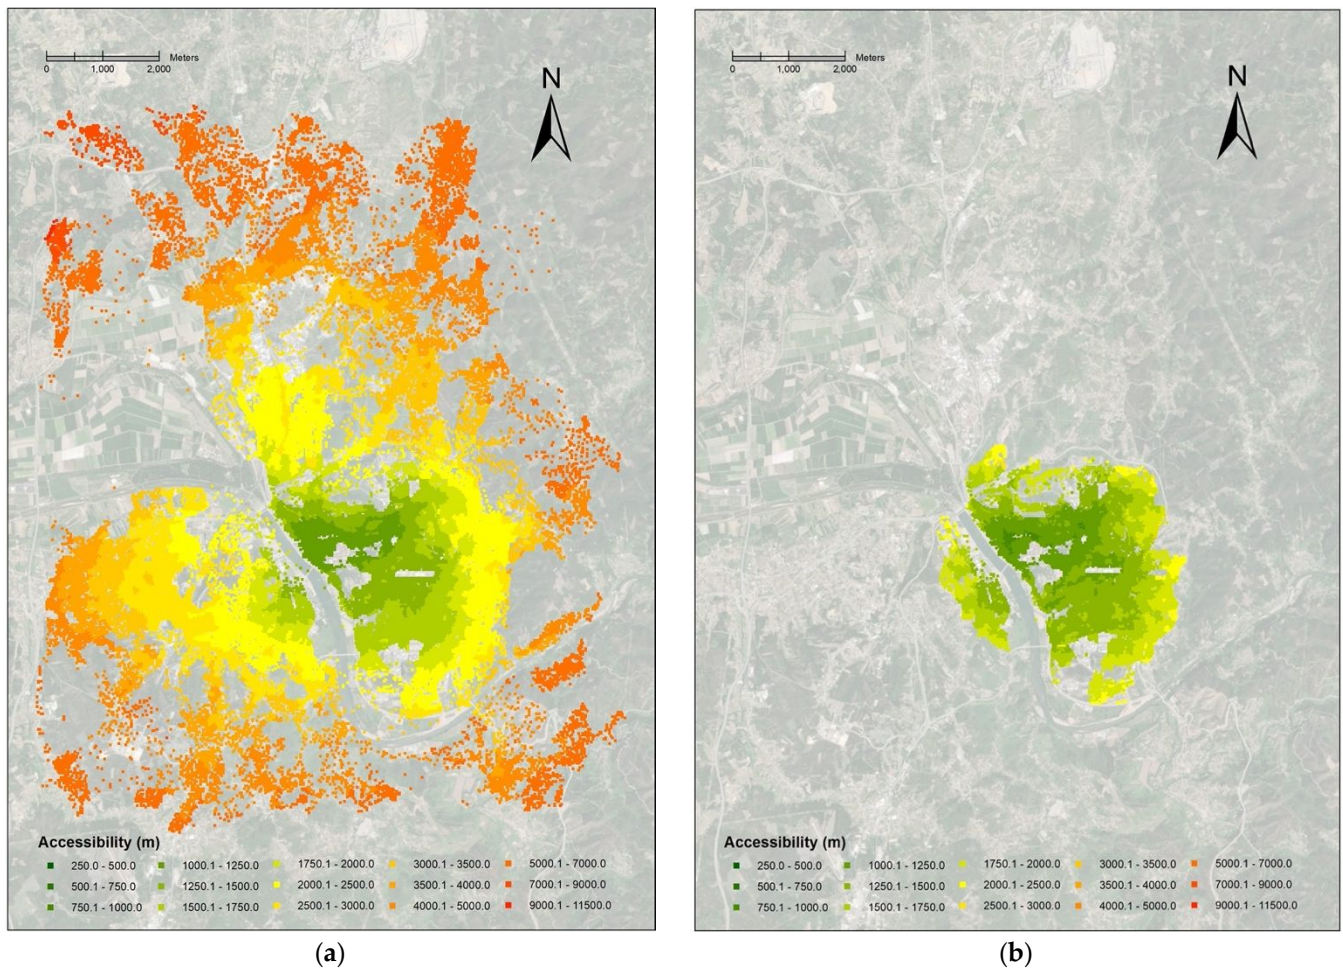 Meters
0 1,000 2,000
N
Accessibility (m)
250.0 - 500.0 1000.1 - 1250.0 1750.1 - 2000.0 3000.1 - 3500.0 5000.1 - 7000.0
500.1 - 750.0 1250.1 - 1500.0 2000.1 - 2500.0 3500.1 - 4000.0 7000.1 - 9000.0
750.1 - 1000.0 1500.1 - 1750.0 2500.1 - 3000.0 4000.1 - 5000.0 9000.1 - 11500.0
(a)
Meters
0 1,000 2,000
N
Accessibility (m)
250.0 - 500.0 1000.1 - 1250.0 1750.1 - 2000.0 3000.1 - 3500.0 5000.1 - 7000.0
500.1 - 750.0 1250.1 - 1500.0 2000.1 - 2500.0 3500.1 - 4000.0 7000.1 - 9000.0
750.1 - 1000.0 1500.1 - 1750.0 2500.1 - 3000.0 4000.1 - 5000.0 9000.1 - 11500.0
(b)